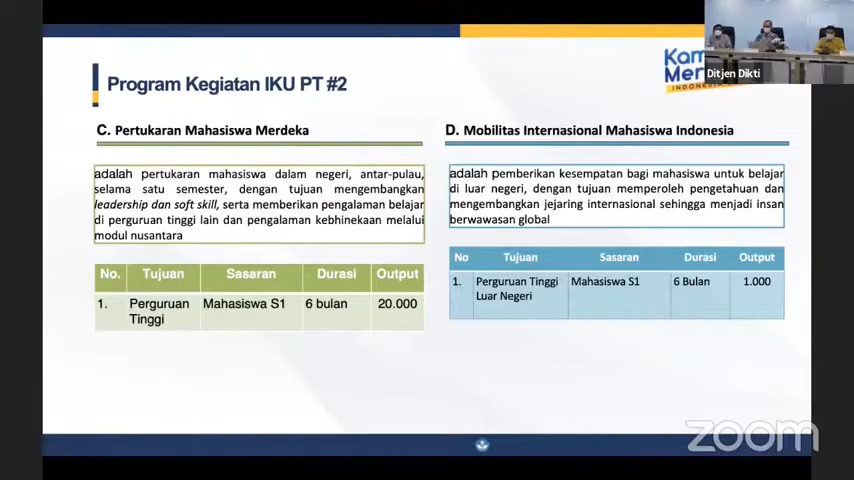 Program Kegiatan IKU PT #2
Kam
Mer
INDONESIA
Ditjen Dikti
C. Pertukaran Mahasiswa Merdeka
adalah pertukaran mahasiswa dalam negeri, antar-pulau,
selama satu semester, dengan tujuan mengembangkan
leadership dan soft skill, serta memberikan pengalaman belajar
di perguruan tinggi lain dan pengalaman kebhinekaan melalui
modul nusantara
No. Tujuan Sasaran Durasi Output
1. Perguruan Mahasiswa S1 6 bulan 20.000
Tinggi
D. Mobilitas Internasional Mahasiswa Indonesia
adalah pemberikan kesempatan bagi mahasiswa untuk belajar
di luar negeri, dengan tujuan memperoleh pengetahuan dan
mengembangkan jejaring internasional sehingga menjadi insan
berwawasan global
No Tujuan Sasaran Durasi Output
1. Perguruan Tinggi Mahasiswa S1 6 Bulan 1.000
Luar Negeri
zoom